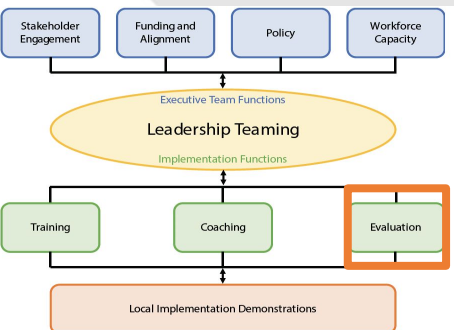 Stakeholder
Engagement
Funding and
Alignment
Policy
Workforce
Capacity
Executive Team Functions
Leadership Teaming
Implementation Functions
Training
Coaching
Evaluation
Local Implementation Demonstrations